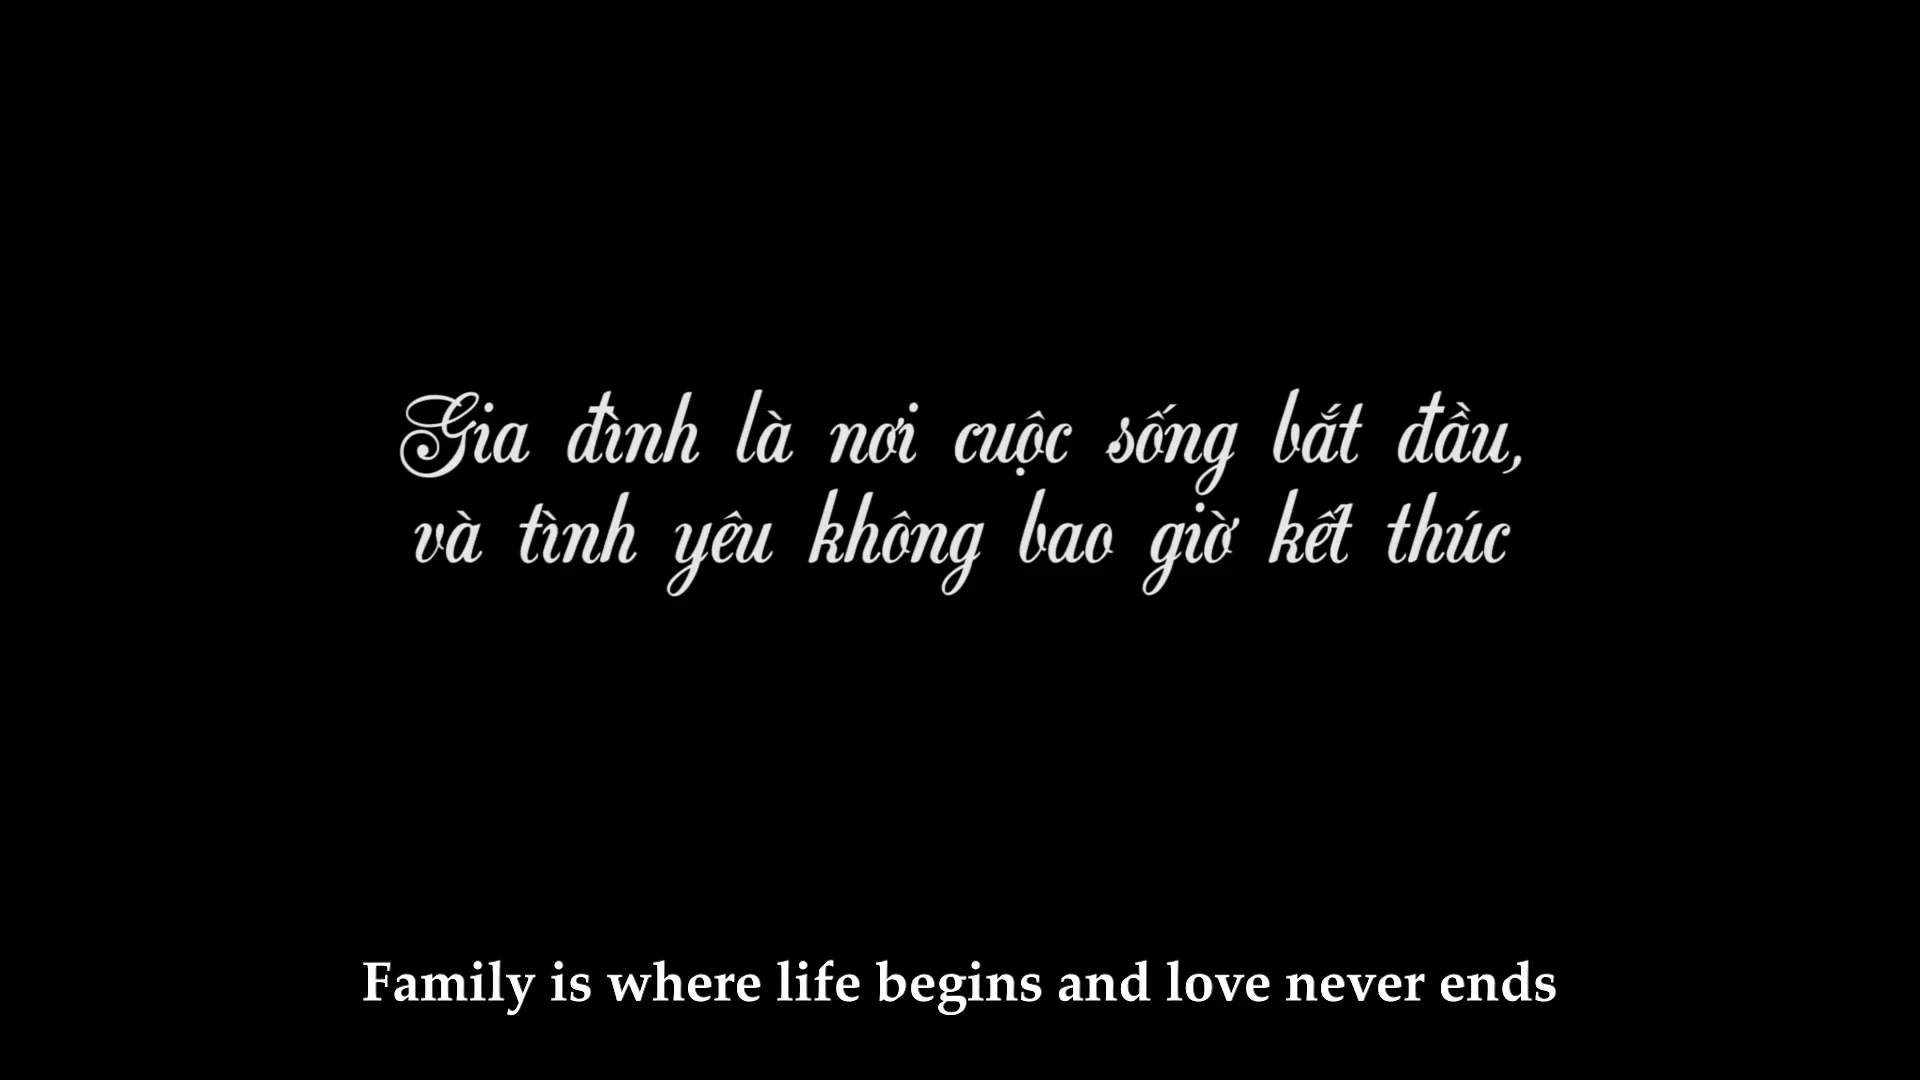 Gia đình là nơi cuộc sống bắt đầu,
và tình yêu không bao giờ kết thúc
Family is where life begins and love never ends